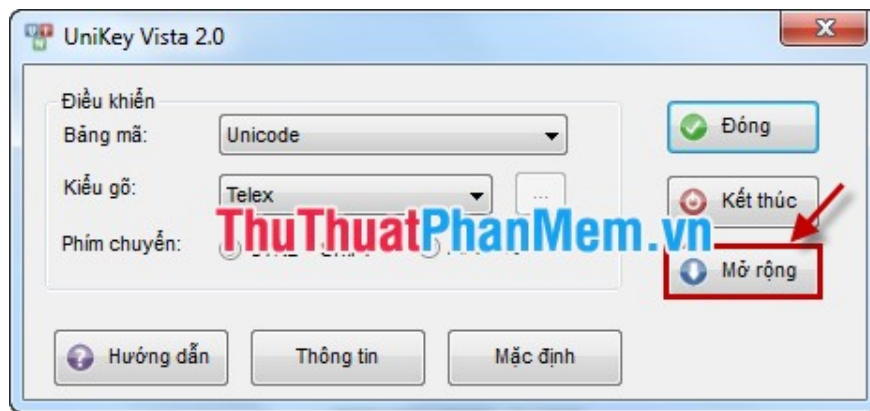 UniKey Vista 2.0
Điều khiển
Bảng mã:
Unicode
Đóng
Kiểu gõ:
Telex
...
Kết thúc
ThuThuatPhanMem.vn
Phím chuyển:
Mở rộng
Hướng dẫn
Thông tin
Mặc định